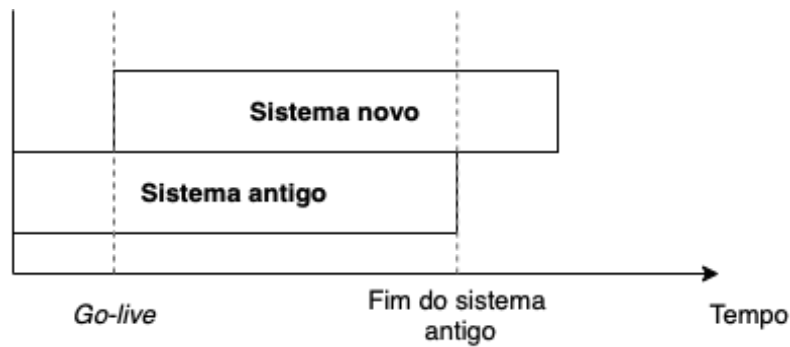 Sistema novo
Sistema antigo
Go-live
Fim do sistema
antigo
Tempo